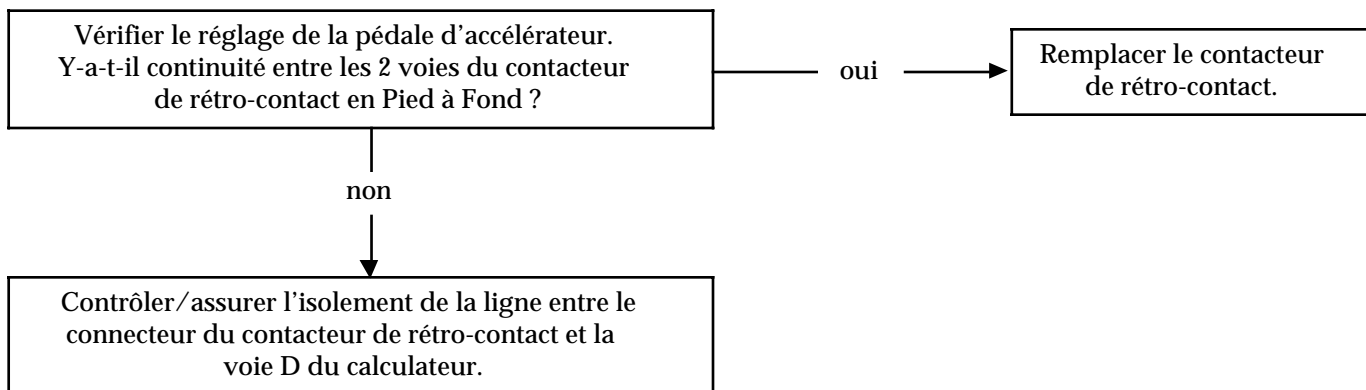 Vérifier le réglage de la pédale d'accélérateur.
Y-a-t-il continuité entre les 2 voies du contacteur
de rétro-contact en Pied à Fond ?
oui
Remplacer le contacteur
de rétro-contact.
non
Contrôler/assurer l'isolement de la ligne entre le
connecteur du contacteur de rétro-contact et la
voie D du calculateur.